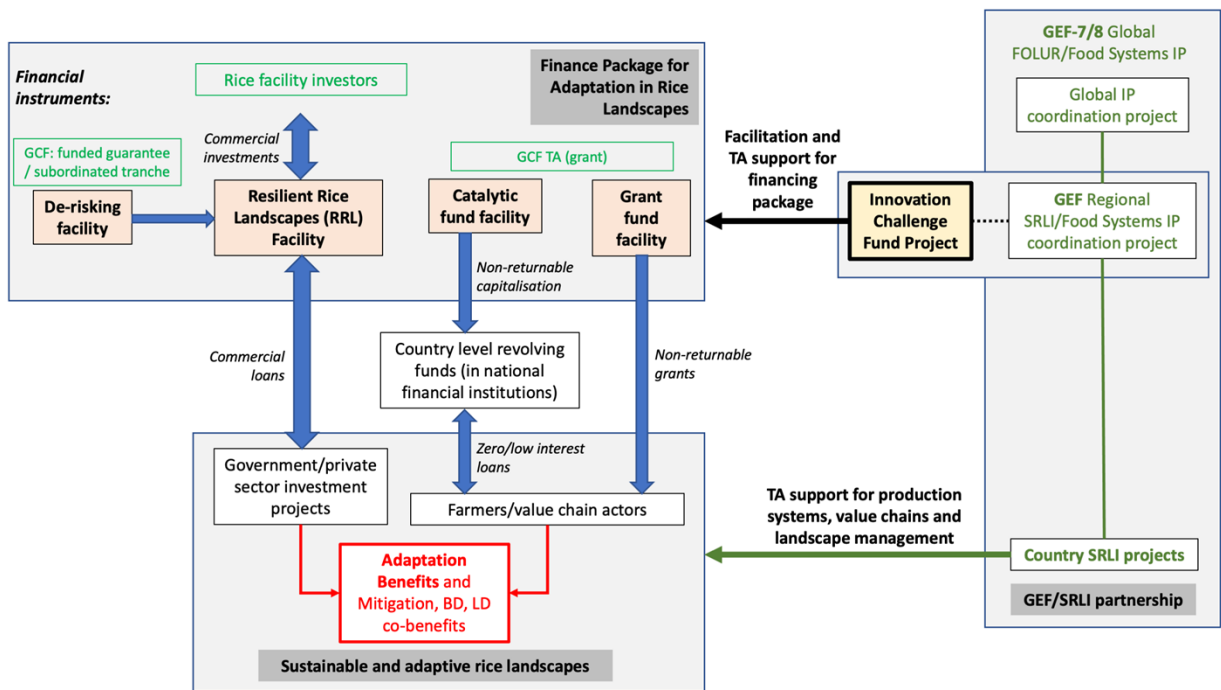 Financial
instruments:
Rice facility investors
Finance Package for
Adaptation in Rice
Landscapes
GCF: funded guarantee
/ subordinated tranche
Commercial
investments
GCF TA (grant)
De-risking
facility
Resilient Rice
Landscapes (RRL)
Facility
Catalytic
fund facility
Grant
fund
facility
Non-returnable
capitalisation
Commercial
loans
Country level revolving
funds (in national
financial institutions)
Non-returnable
grants
Zero/low interest
loans
Government/private
sector investment
projects
Farmers/value chain actors
Adaptation
Benefits and
Mitigation, BD, LD
co-benefits
Sustainable and adaptive rice landscapes
Facilitation and
TA support for
financing
package
Innovation
Challenge
Fund Project
GEF-7/8 Global
FOLUR/Food Systems IP
Global IP
coordination project
GEF Regional
SRLI/Food Systems IP
coordination project
TA support for production
systems, value chains and
landscape management
Country SRLI projects
GEF/SRLI partnership